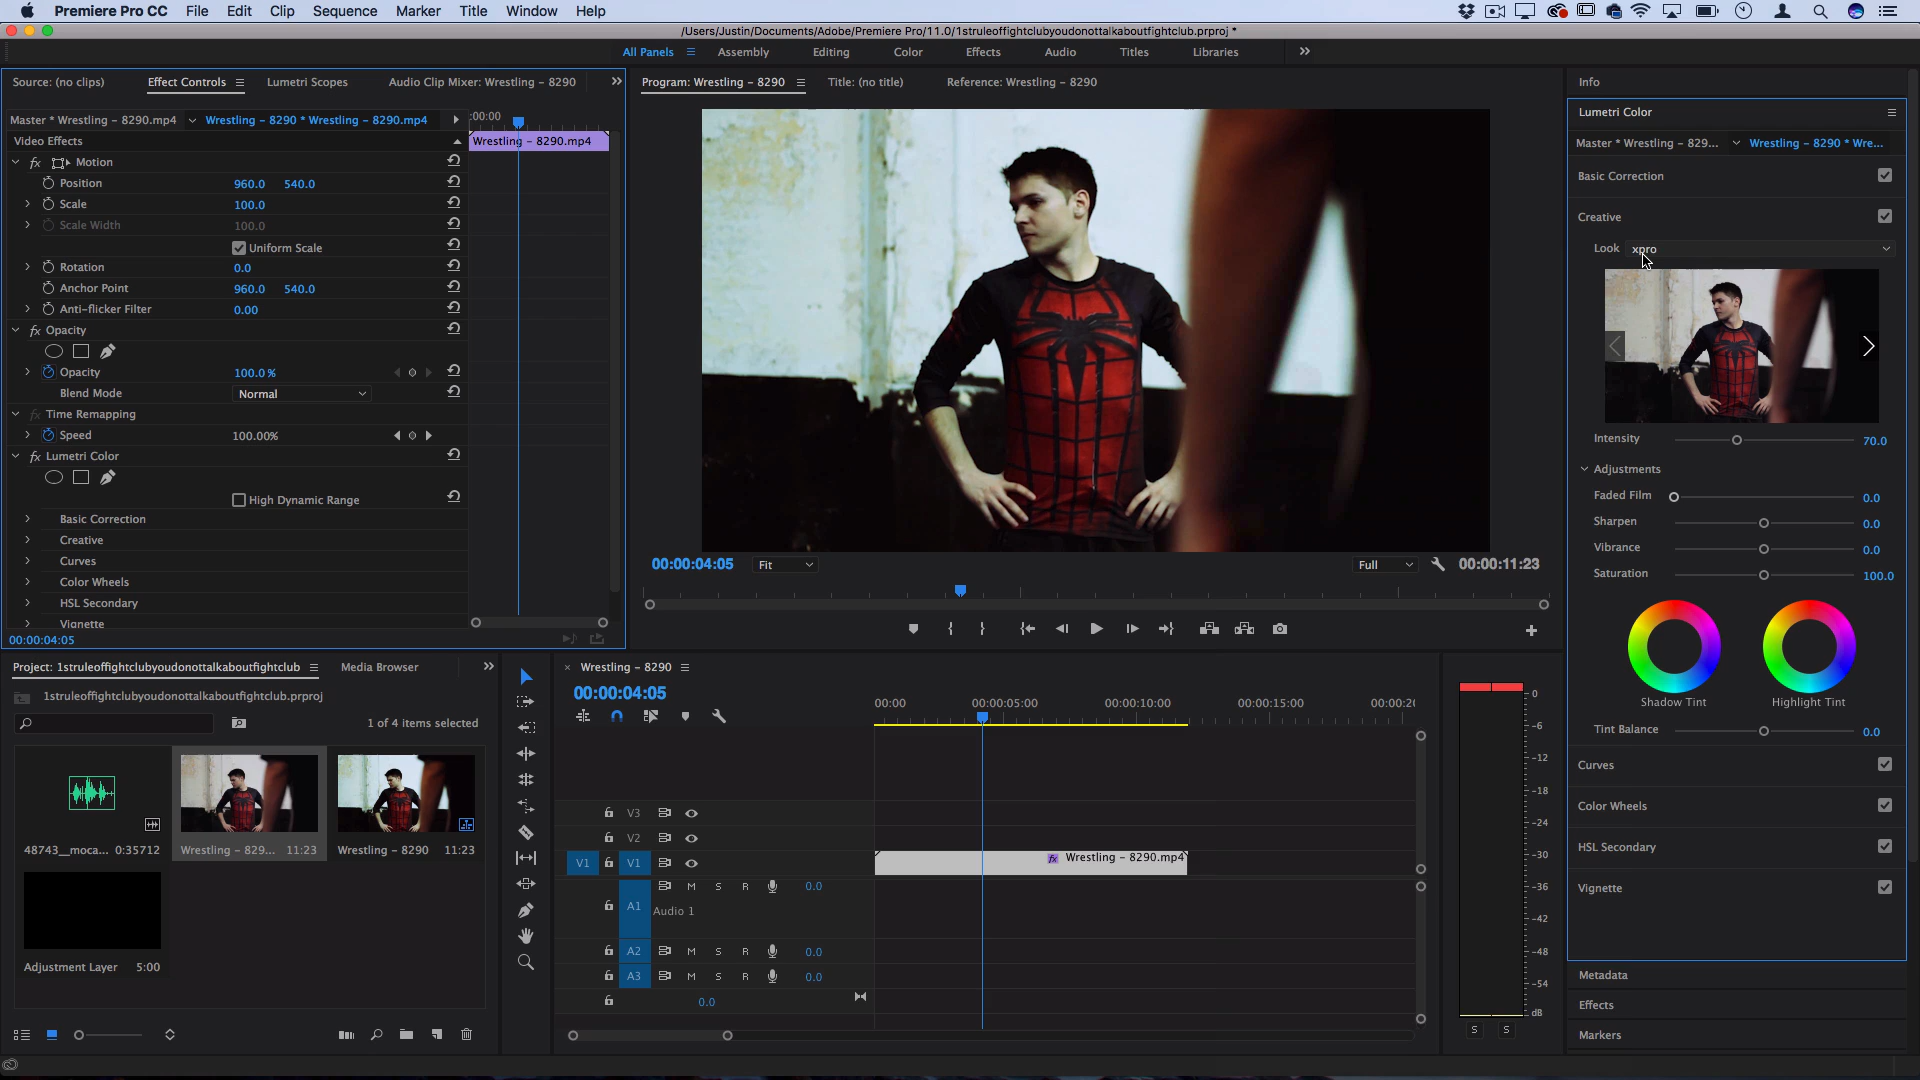 Premiere Pro CC File Edit Clip Sequence Marker Title Window Help
/Users/Justin/Documents/Adobe/Premiere Pro/11.0/1struleoffightclubyoudonottalkaboutfightclub.prproj *
All Panels Assembly Editing Color Effects Audio Titles Libraries
Source: (no clips) Effect Controls Lumetri Scopes Audio Clip Mixer: Wrestling – 8290
Master * Wrestling – 8290.mp4 Wrestling – 8290 * Wrestling – 8290.mp4
:00:00
Video Effects
Wrestling – 8290.mp4
fx Motion
Position 960.0 540.0
Scale 100.0
Scale Width 100.0
Uniform Scale
Rotation 0.0
Anchor Point 960.0 540.0
Anti-flicker Filter 0.00
fx Opacity
Opacity 100.0 %
Blend Mode Normal
fx Time Remapping
Speed 100.00%
fx Lumetri Color
High Dynamic Range
Basic Correction
Creative
Curves
Color Wheels
HSL Secondary
Vignette
00:00:04:05
Program: Wrestling – 8290 Title: (no title) Reference: Wrestling – 8290
00:00:04:05 Fit Full 00:00:11:23
Info
Lumetri Color
Master * Wrestling – 829... Wrestling – 8290 * Wre...
Basic Correction
Creative
Look xpro
Intensity 70.0
Adjustments
Faded Film 0.0
Sharpen 0.0
Vibrance 0.0
Saturation 100.0
Shadow Tint Highlight Tint
Tint Balance 0.0
Curves
Color Wheels
HSL Secondary
Vignette
Metadata
Effects
Markers
Project: 1struleoffightclubyoudonottalkaboutfightclub Media Browser
1struleoffightclubyoudonottalkaboutfightclub.prproj
1 of 4 items selected
48743__moca... 0:35712
Wrestling – 829... 11:23
Wrestling – 8290 11:23
Adjustment Layer 5:00
× Wrestling – 8290
00:00:04:05
00:00 00:00:05:00 00:00:10:00 00:00:15:00 00:00:20
V3
V2
V1 V1 fx Wrestling – 8290.mp4
A1 M S R 0.0
Audio 1
A2 M S R 0.0
A3 M S R 0.0
0.0
0
-6
-12
-18
-24
-30
-36
-42
-48
-54
dB
S S